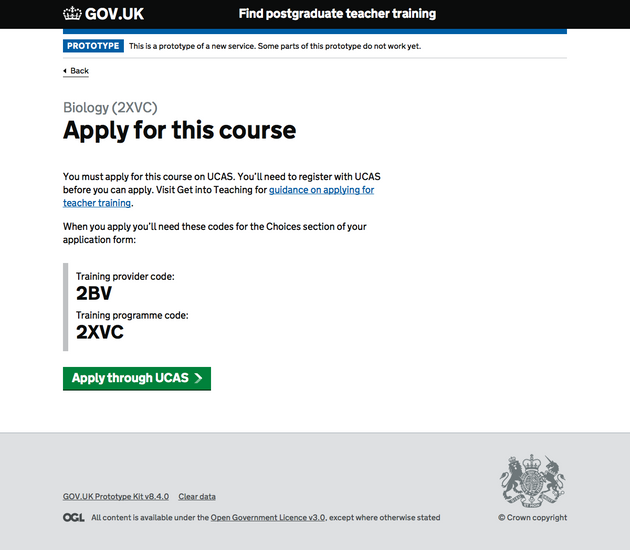 GOV.UK
Find postgraduate teacher training
PROTOTYPE This is a prototype of a new service. Some parts of this prototype do not work yet.
Back
Biology (2XVC)
Apply for this course
You must apply for this course on UCAS. You'll need to register with UCAS
before you can apply. Visit Get into Teaching for guidance on applying for
teacher training.
When you apply you'll need these codes for the Choices section of your
application form:
Training provider code:
2BV
Training programme code:
2XVC
Apply through UCAS
GOV.UK Prototype Kit v8.4.0 Clear data
OGL All content is available under the Open Government Licence v3.0, except where otherwise stated
© Crown copyright